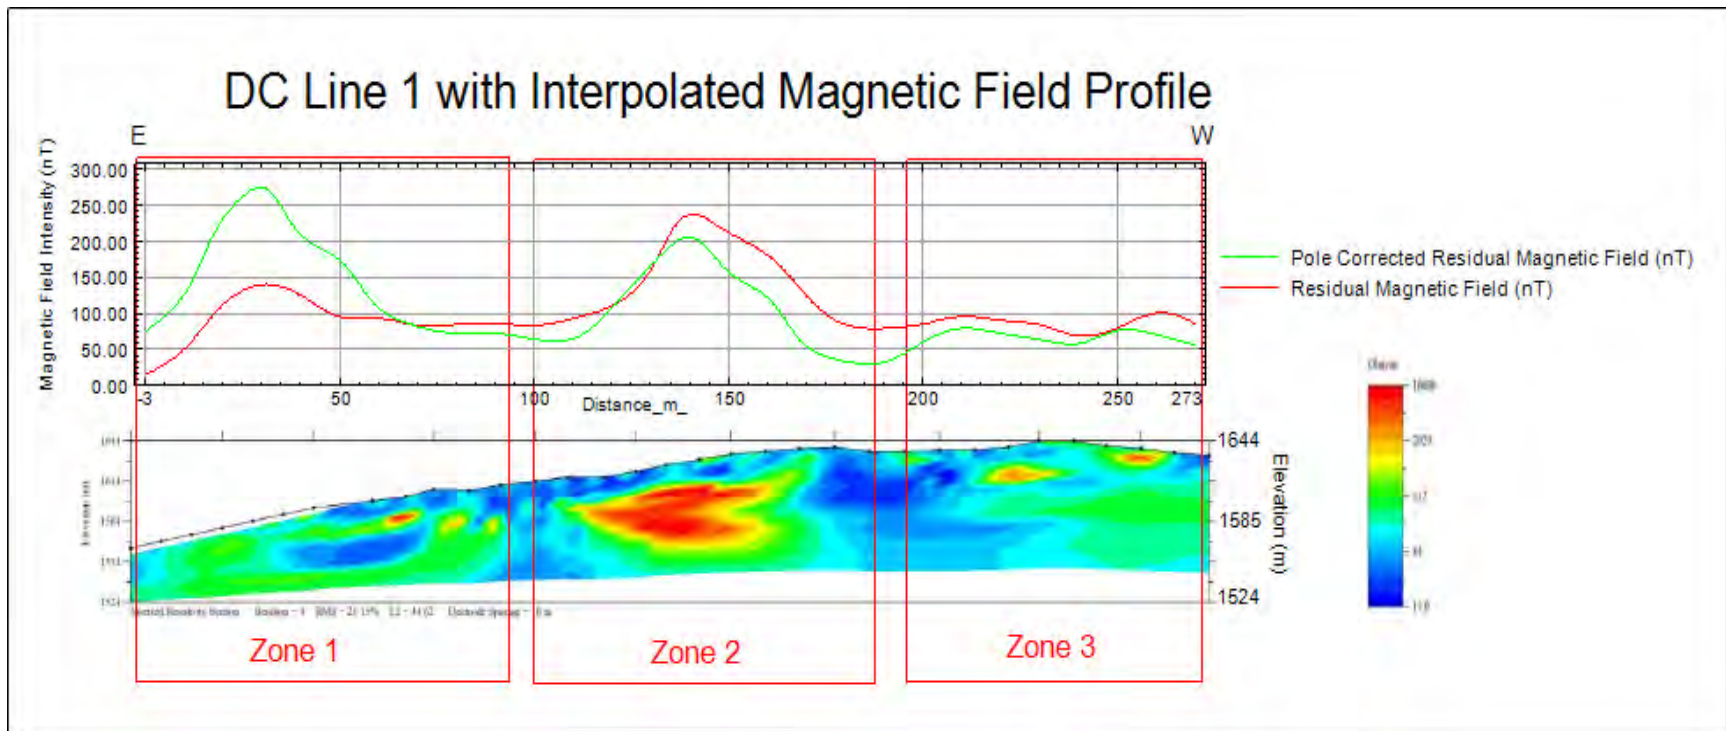 DC Line 1 with Interpolated Magnetic Field Profile
E
W
Magnetic Field Intensity (nT)
300.00
250.00
200.00
150.00
100.00
50.00
0.00
-3
50
100
150
200
250
273
Distance_m_
Pole Corrected Residual Magnetic Field (nT)
Residual Magnetic Field (nT)
1644
1585
1524
Elevation (m)
Zone 1
Zone 2
Zone 3